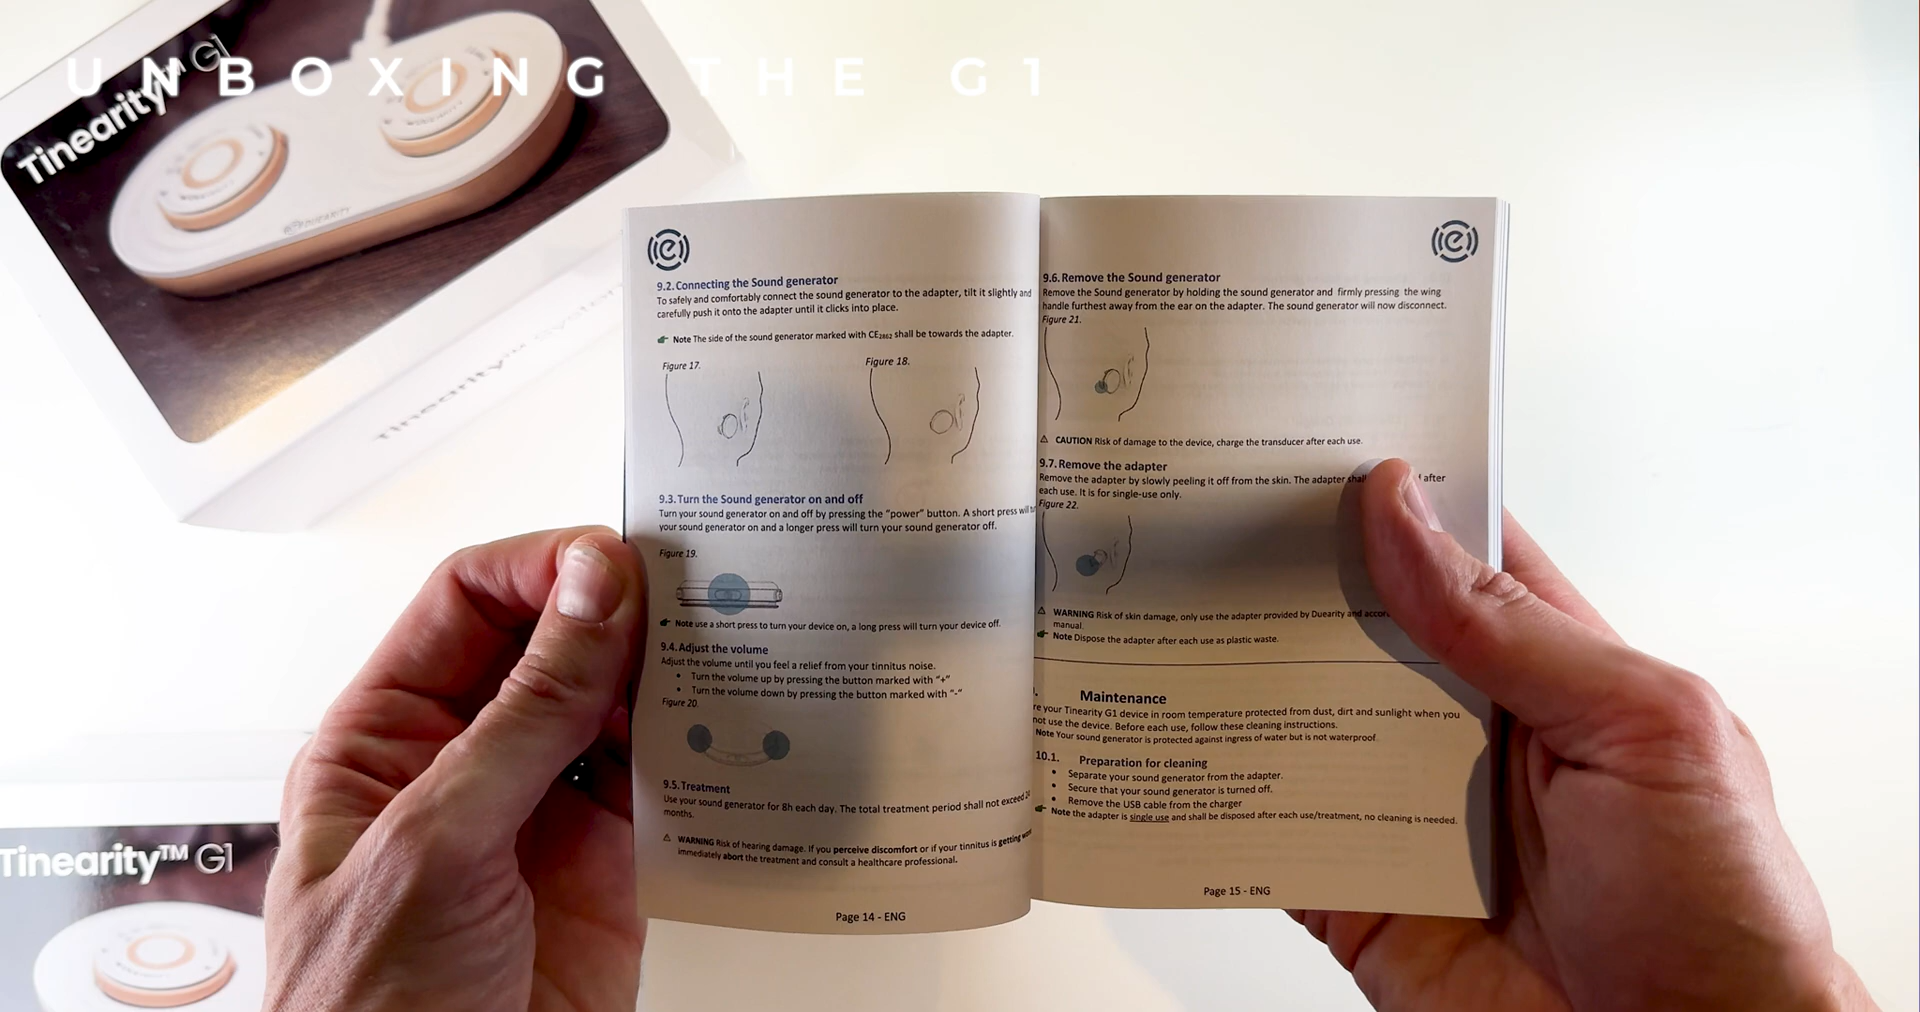 UNBOXING THE G1
Tinearity™ G1
DUEARITY
Tinearity™
9.2. Connecting the Sound generator
To safely and comfortably connect the sound generator to the adapter, tilt it slightly and
carefully push it onto the adapter until it clicks into place.
Note The side of the sound generator marked with CE2862 shall be towards the adapter.
Figure 17.
Figure 18.
9.3. Turn the Sound generator on and off
Turn your sound generator on and off by pressing the “power” button. A short press will
your sound generator on and a longer press will turn your sound generator off.
Figure 19.
Note use a short press to turn your device on, a long press will turn your device off.
9.4. Adjust the volume
Adjust the volume until you feel a relief from your tinnitus noise.
• Turn the volume up by pressing the button marked with “+”
• Turn the volume down by pressing the button marked with “-”
Figure 20.
9.5. Treatment
Use your sound generator for 8h each day. The total treatment period shall not exceed
months.
WARNING Risk of hearing damage. If you perceive discomfort or if your tinnitus is getting
immediately abort the treatment and consult a healthcare professional.
Page 14 - ENG
9.6. Remove the Sound generator
Remove the Sound generator by holding the sound generator and firmly pressing the wing
handle furthest away from the ear on the adapter. The sound generator will now disconnect.
Figure 21.
CAUTION Risk of damage to the device, charge the transducer after each use.
9.7. Remove the adapter
Remove the adapter by slowly peeling it off from the skin. The adapter shall after
each use. It is for single-use only.
Figure 22.
WARNING Risk of skin damage, only use the adapter provided by Duearity and
manual.
Note Dispose the adapter after each use as plastic waste.
Maintenance
your Tinearity G1 device in room temperature protected from dust, dirt and sunlight when you
not use the device. Before each use, follow these cleaning instructions.
Note Your sound generator is protected against ingress of water but is not waterproof
10.1. Preparation for cleaning
• Separate your sound generator from the adapter.
• Secure that your sound generator is turned off.
• Remove the USB cable from the charger
Note the adapter is single use and shall be disposed after each use/treatment, no cleaning is needed.
Page 15 - ENG
Tinearity™ G1